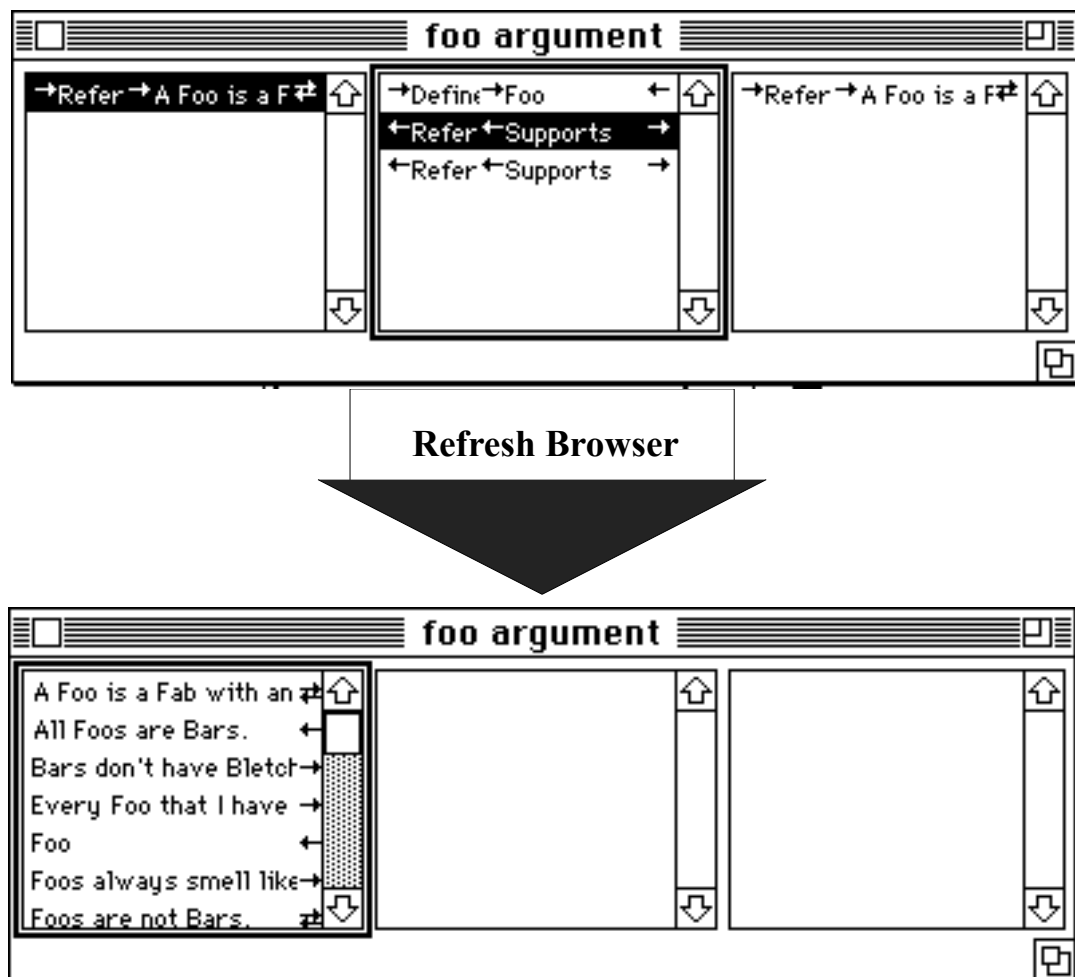 foo argument
→Refer →A Foo is a F⇄
→Define→Foo ←
←Refer ←Supports →
←Refer ←Supports →
→Refer →A Foo is a F⇄
Refresh Browser
foo argument
A Foo is a Fab with an ⇄
All Foos are Bars. ←
Bars don't have Bletch→
Every Foo that I have →
Foo ←
Foos always smell like→
Foos are not Bars. ⇄